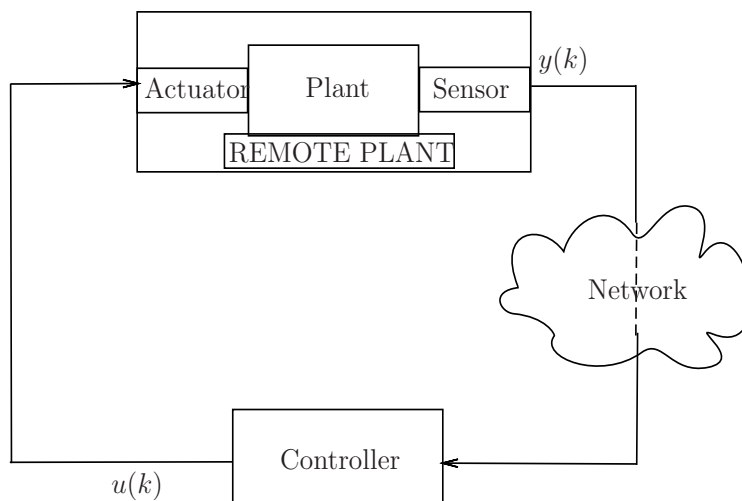 y(k)
Actuator
Plant
Sensor
REMOTE PLANT
Network
Controller
u(k)